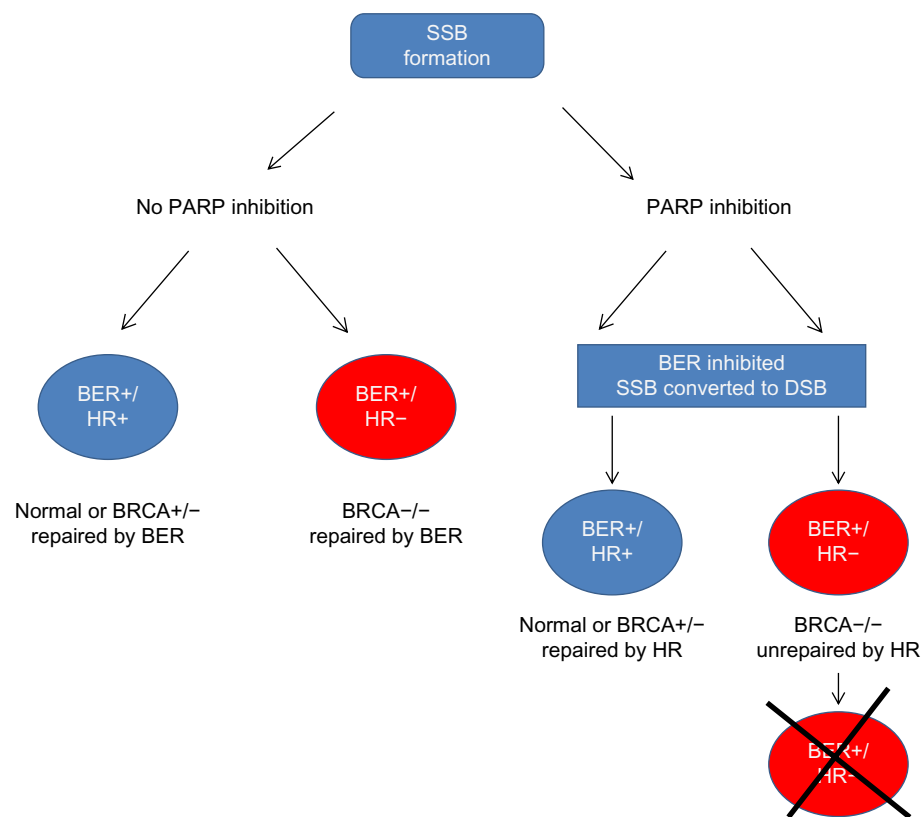 SSB
formation
No PARP inhibition
PARP inhibition
BER+/
HR+
BER+/
HR−
BER inhibited
SSB converted to DSB
Normal or BRCA+/−
repaired by BER
BRCA−/−
repaired by BER
BER+/
HR+
BER+/
HR−
Normal or BRCA+/−
repaired by HR
BRCA−/−
unrepaired by HR
BER+/
HR−